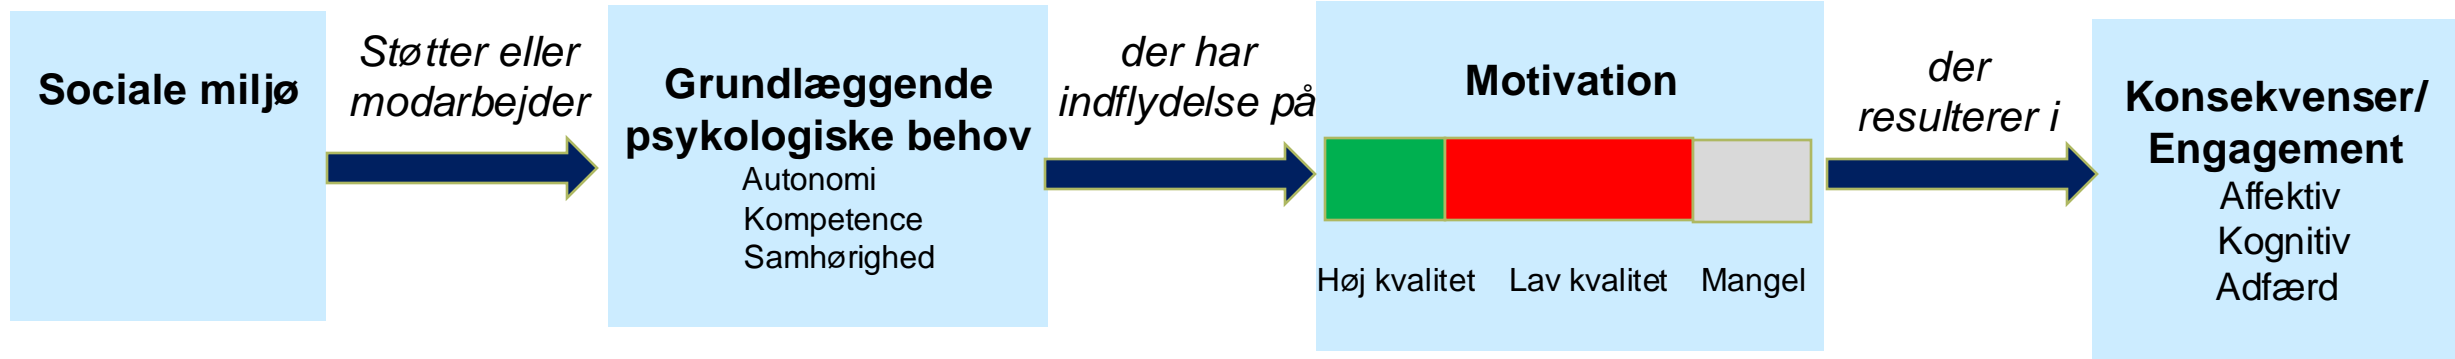 Sociale miljø
Støtter eller
modarbejder
Grundlæggende
psykologiske behov
Autonomi
Kompetence
Samhørighed
der har
indflydelse på
Motivation
Høj kvalitet Lav kvalitet Mangel
der
resulterer i
Konsekvenser/
Engagement
Affektiv
Kognitiv
Adfærd